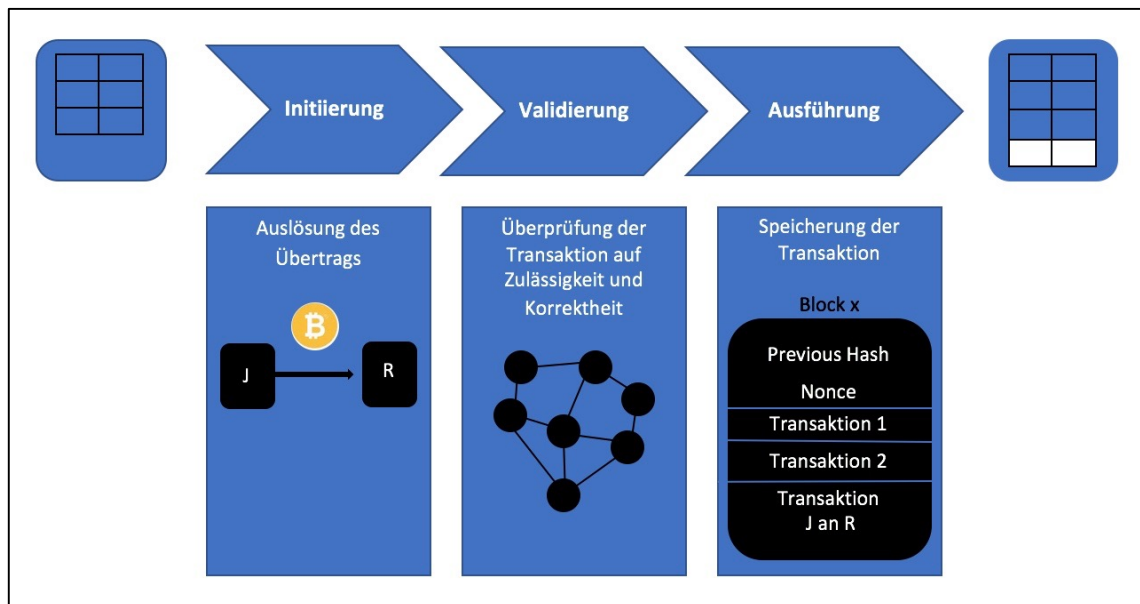 Initiierung
Validierung
Ausführung
Auslösung des
Übertrags
J
R
Überprüfung der
Transaktion auf
Zulässigkeit und
Korrektheit
Speicherung der
Transaktion
Block x
Previous Hash
Nonce
Transaktion 1
Transaktion 2
Transaktion
J an R